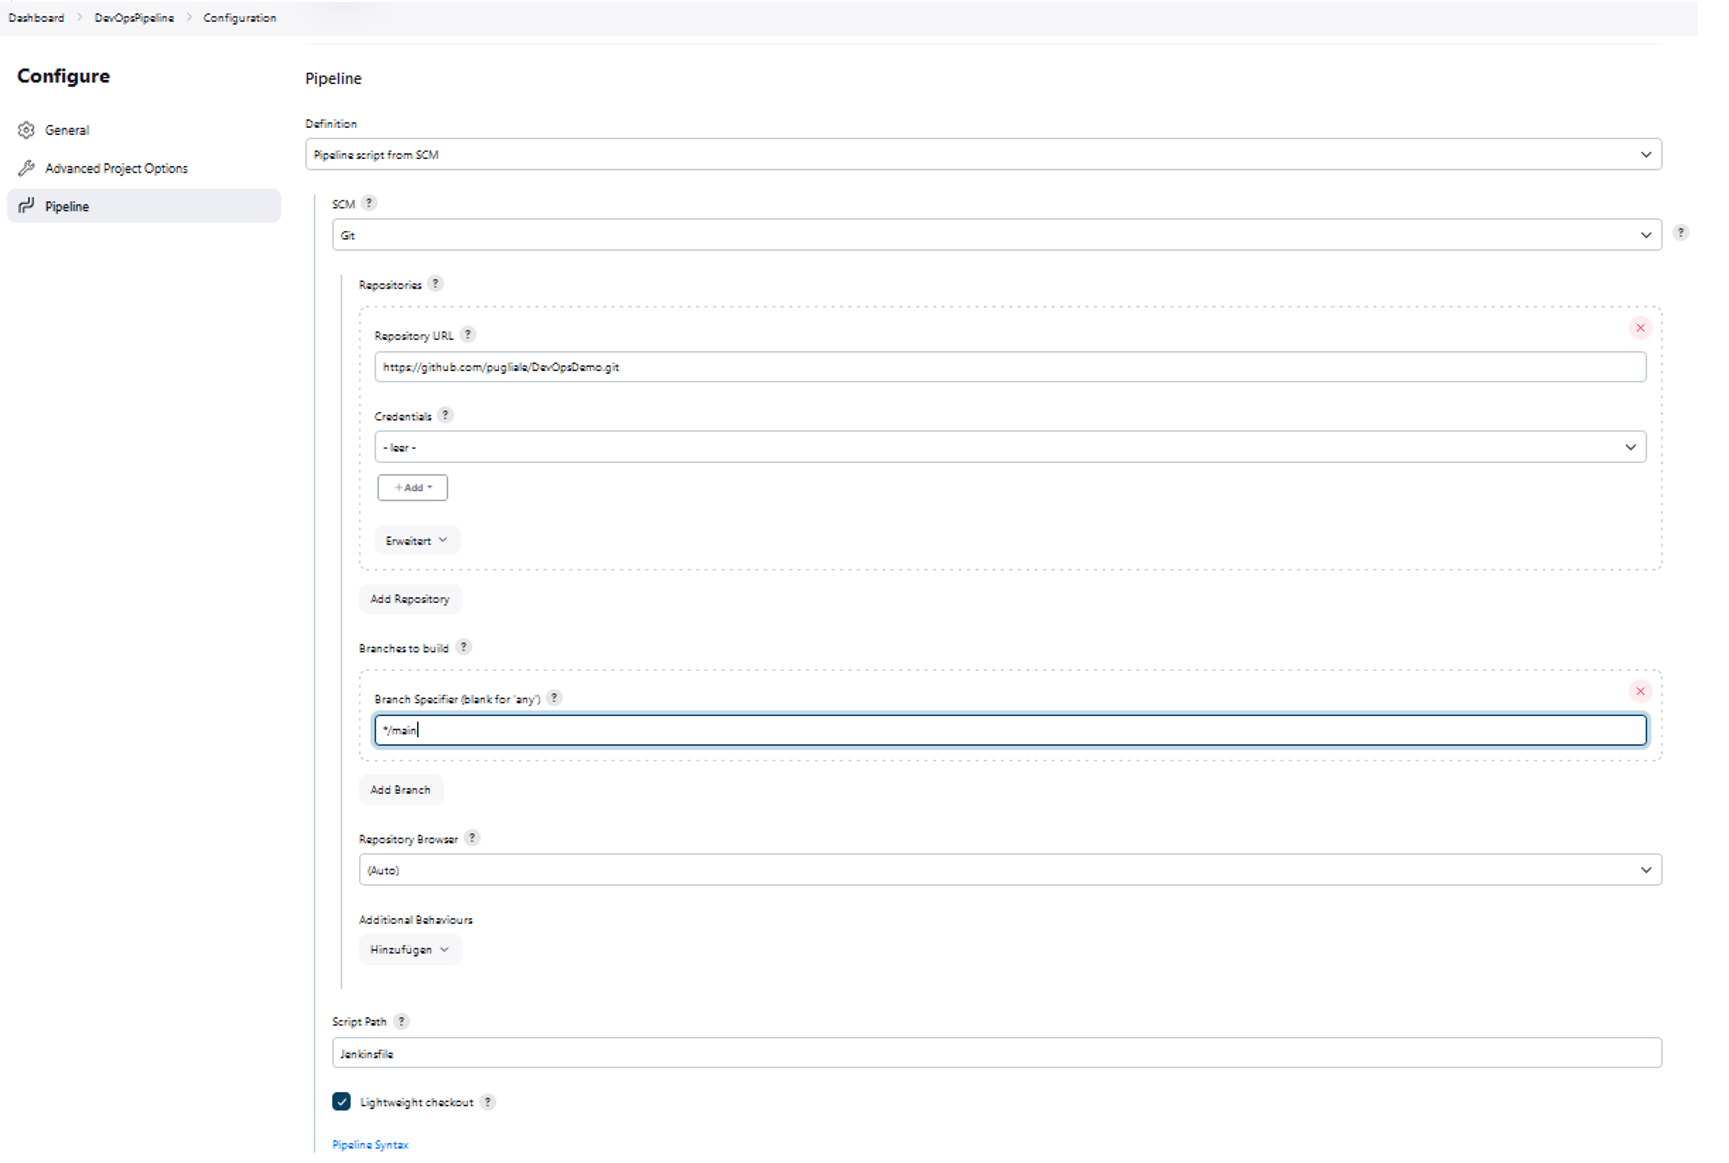 Dashboard > DevOpsPipeline > Configuration
Configure
General
Advanced Project Options
Pipeline
Pipeline
Definition
Pipeline script from SCM
SCM ?
Git
?
Repositories ?
Repository URL ?
https://github.com/pugliale/DevOpsDemo.git
Credentials ?
- leer -
+ Add
Erweitert
Add Repository
Branches to build ?
Branch Specifier (blank for 'any') ?
*/main
Add Branch
Repository Browser ?
(Auto)
Additional Behaviours
Hinzufügen
Script Path ?
Jenkinsfile
Lightweight checkout ?
Pipeline Syntax